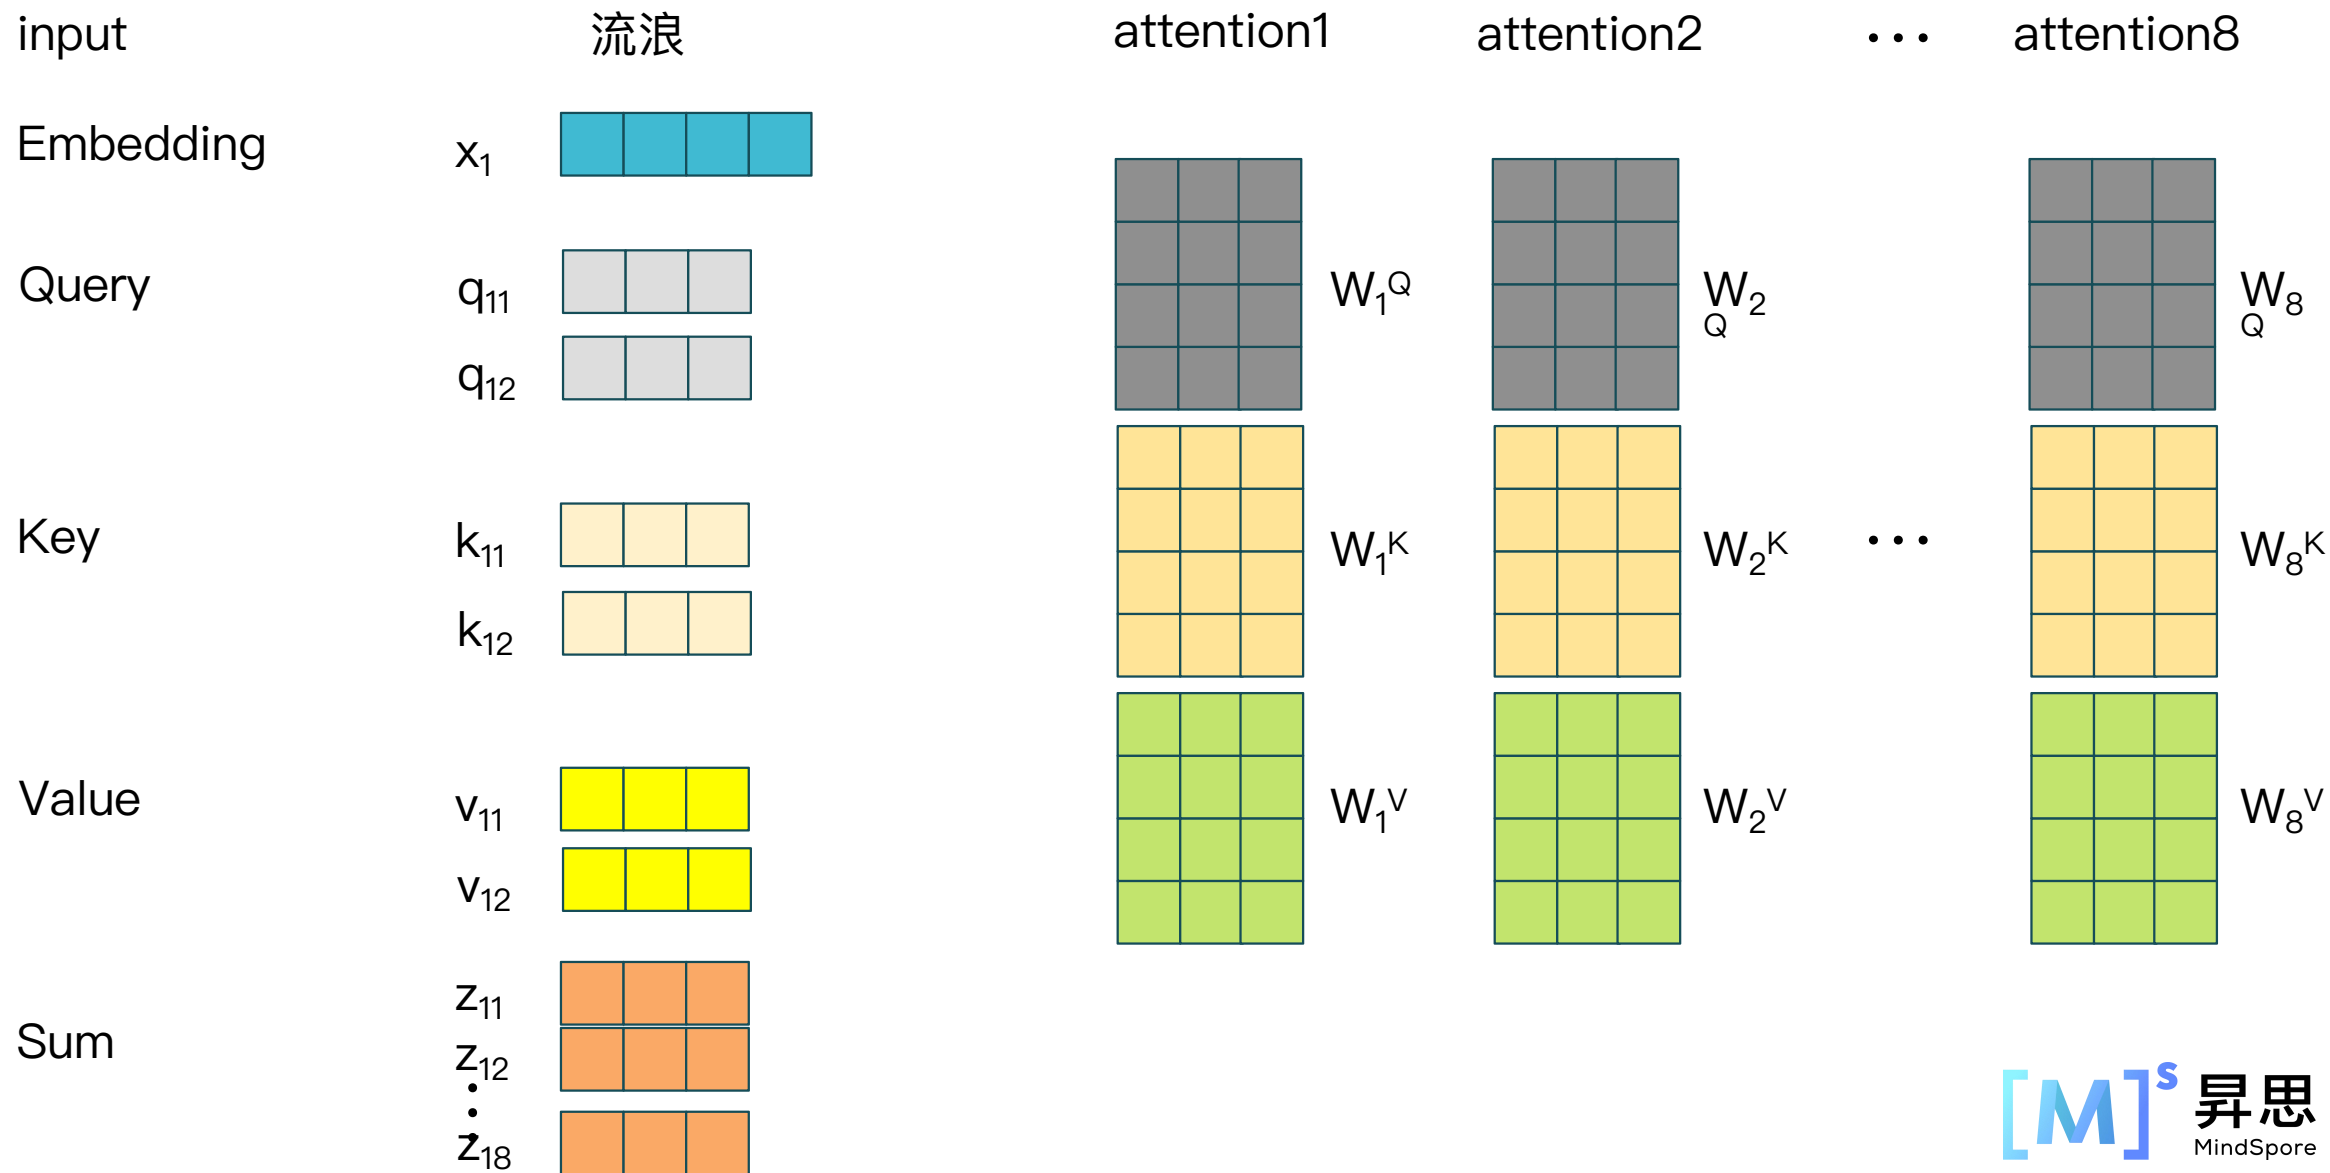 input 流浪 attention1 attention2 ... attention8
Embedding x₁
Query q₁₁ W₁Q W₂Q W₈Q
q₁₂
Key k₁₁ W₁K W₂K ... W₈K
k₁₂
Value v₁₁ W₁V W₂V W₈V
v₁₂
z₁₁
Sum z₁₂
⋮
z₁₈
[M]s 昇思
MindSpore